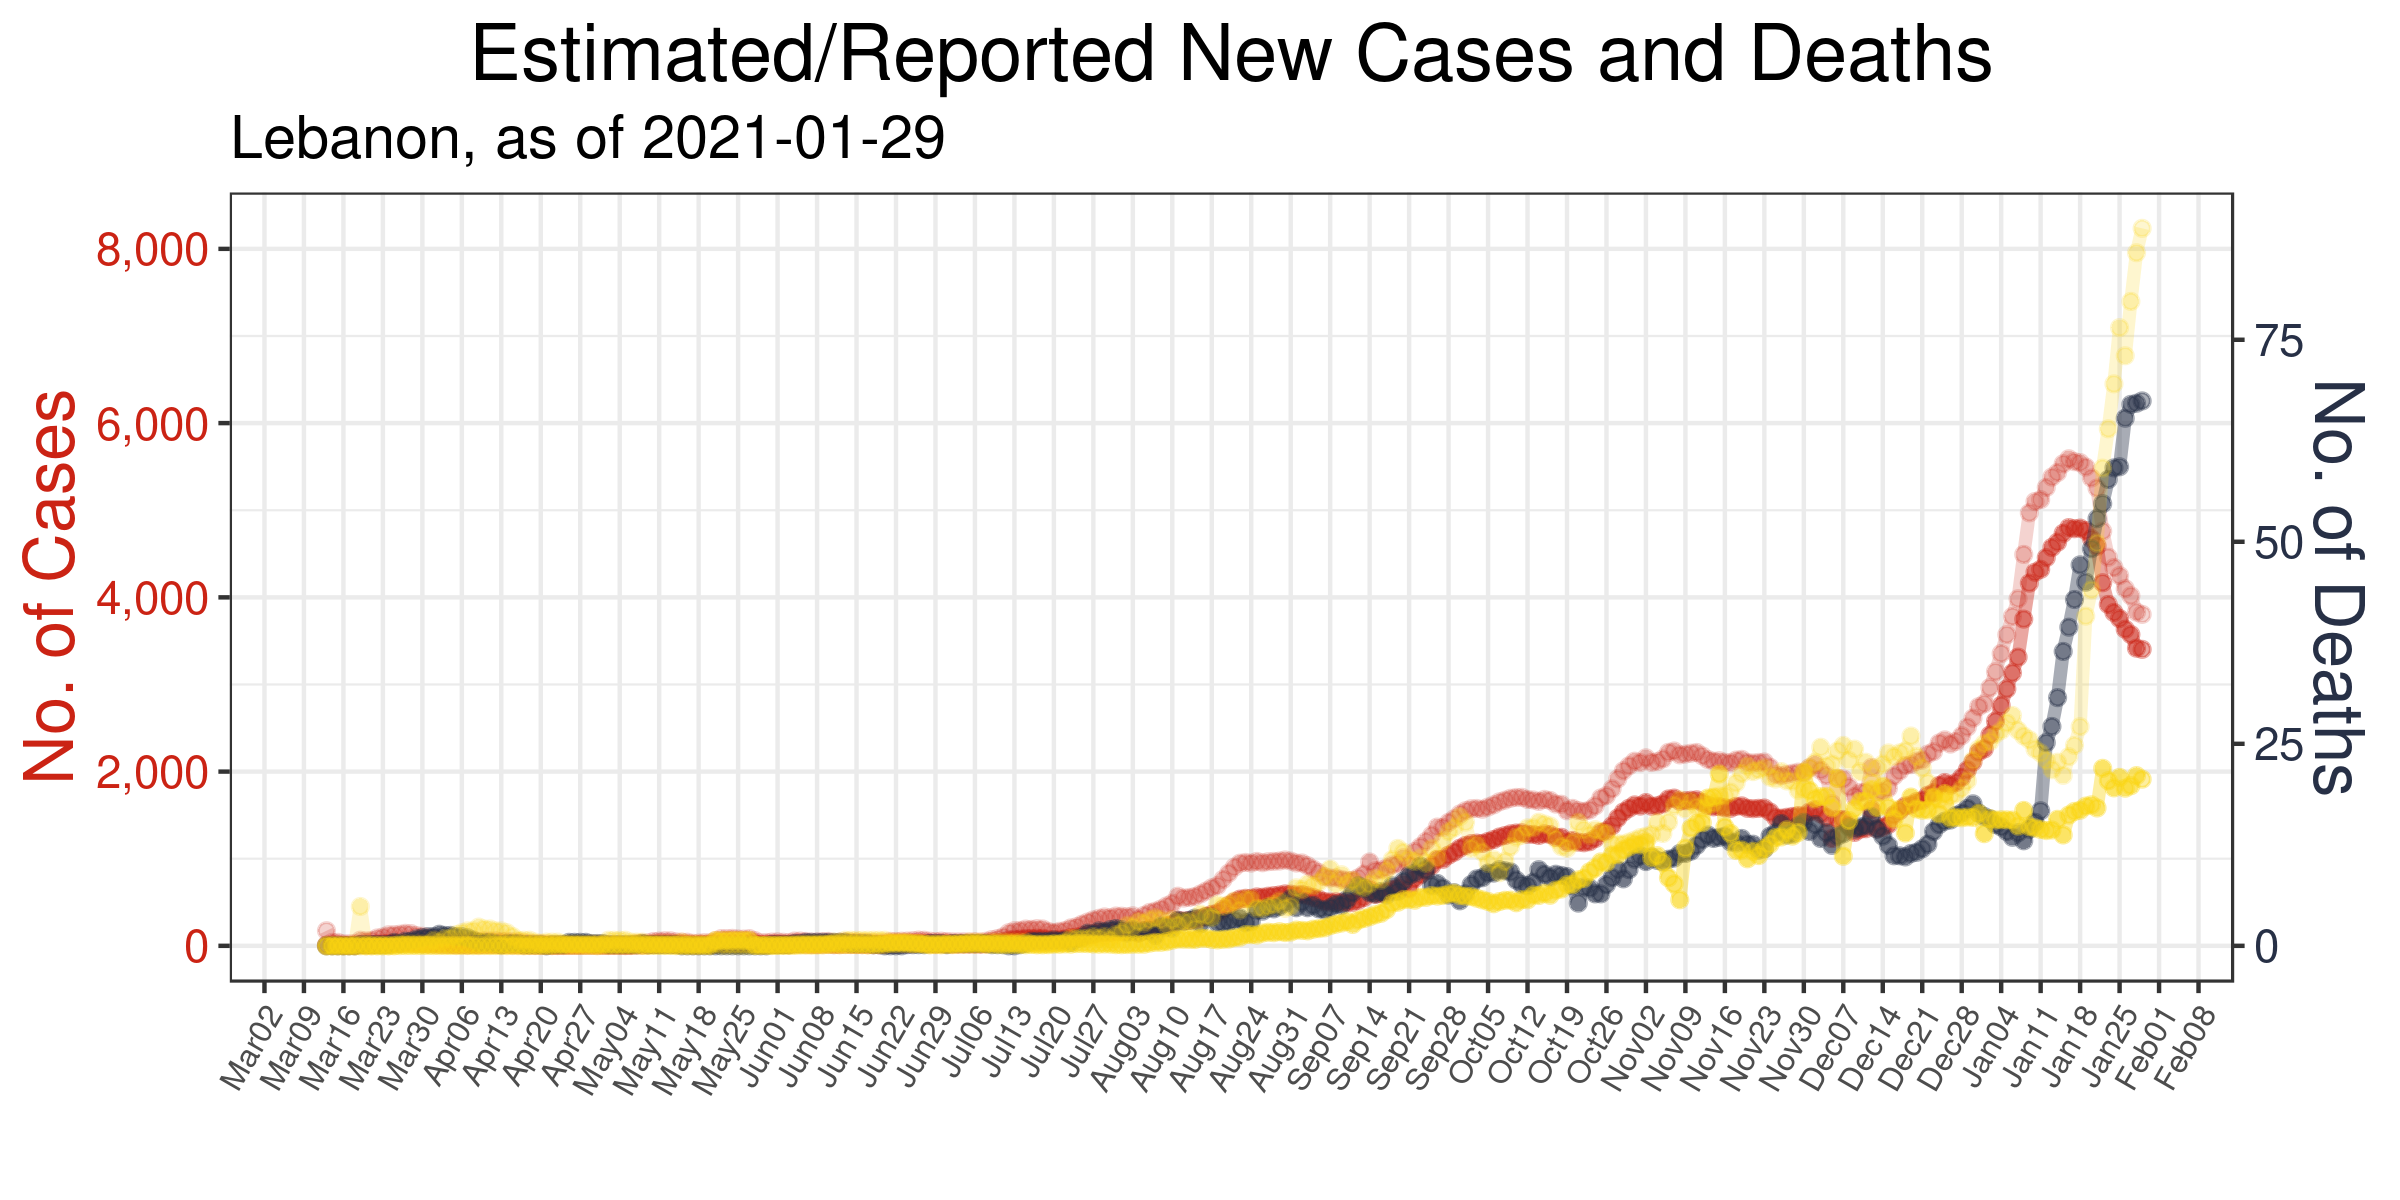 Estimated/Reported New Cases and Deaths
Lebanon, as of 2021-01-29
No. of Cases
8,000
6,000
4,000
2,000
0
No. of Deaths
75
50
25
0
Mar02 Mar09 Mar16 Mar23 Mar30 Apr06 Apr13 Apr20 Apr27 May04 May11 May18 May25 Jun01 Jun08 Jun15 Jun22 Jun29 Jul06 Jul13 Jul20 Jul27 Aug03 Aug10 Aug17 Aug24 Aug31 Sep07 Sep14 Sep21 Sep28 Oct05 Oct12 Oct19 Oct26 Nov02 Nov09 Nov16 Nov23 Nov30 Dec07 Dec14 Dec21 Dec28 Jan04 Jan11 Jan18 Jan25 Feb01 Feb08